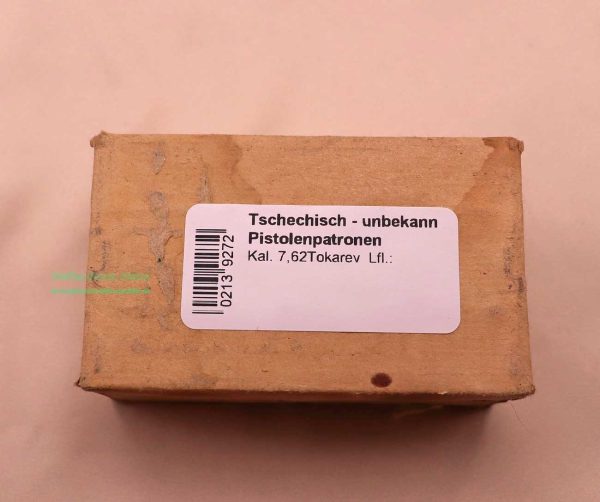 Tschechisch - unbekann
Pistolenpatronen
Kal. 7,62Tokarev Lfl.:
0213 9272